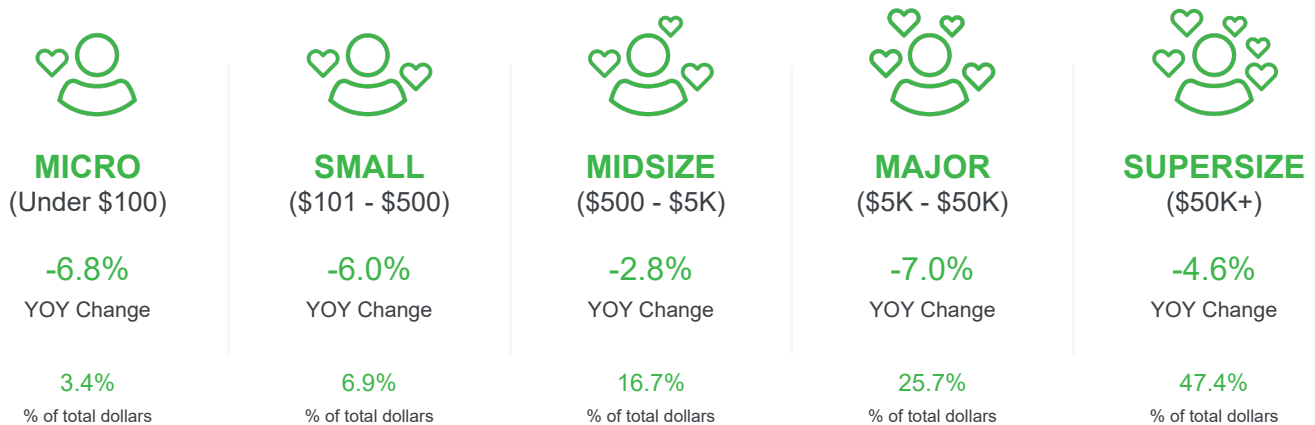 MICRO
(Under $100)
-6.8%
YOY Change
3.4%
% of total dollars
SMALL
($101 - $500)
-6.0%
YOY Change
6.9%
% of total dollars
MIDSIZE
($500 - $5K)
-2.8%
YOY Change
16.7%
% of total dollars
MAJOR
($5K - $50K)
-7.0%
YOY Change
25.7%
% of total dollars
SUPERSIZE
($50K+)
-4.6%
YOY Change
47.4%
% of total dollars